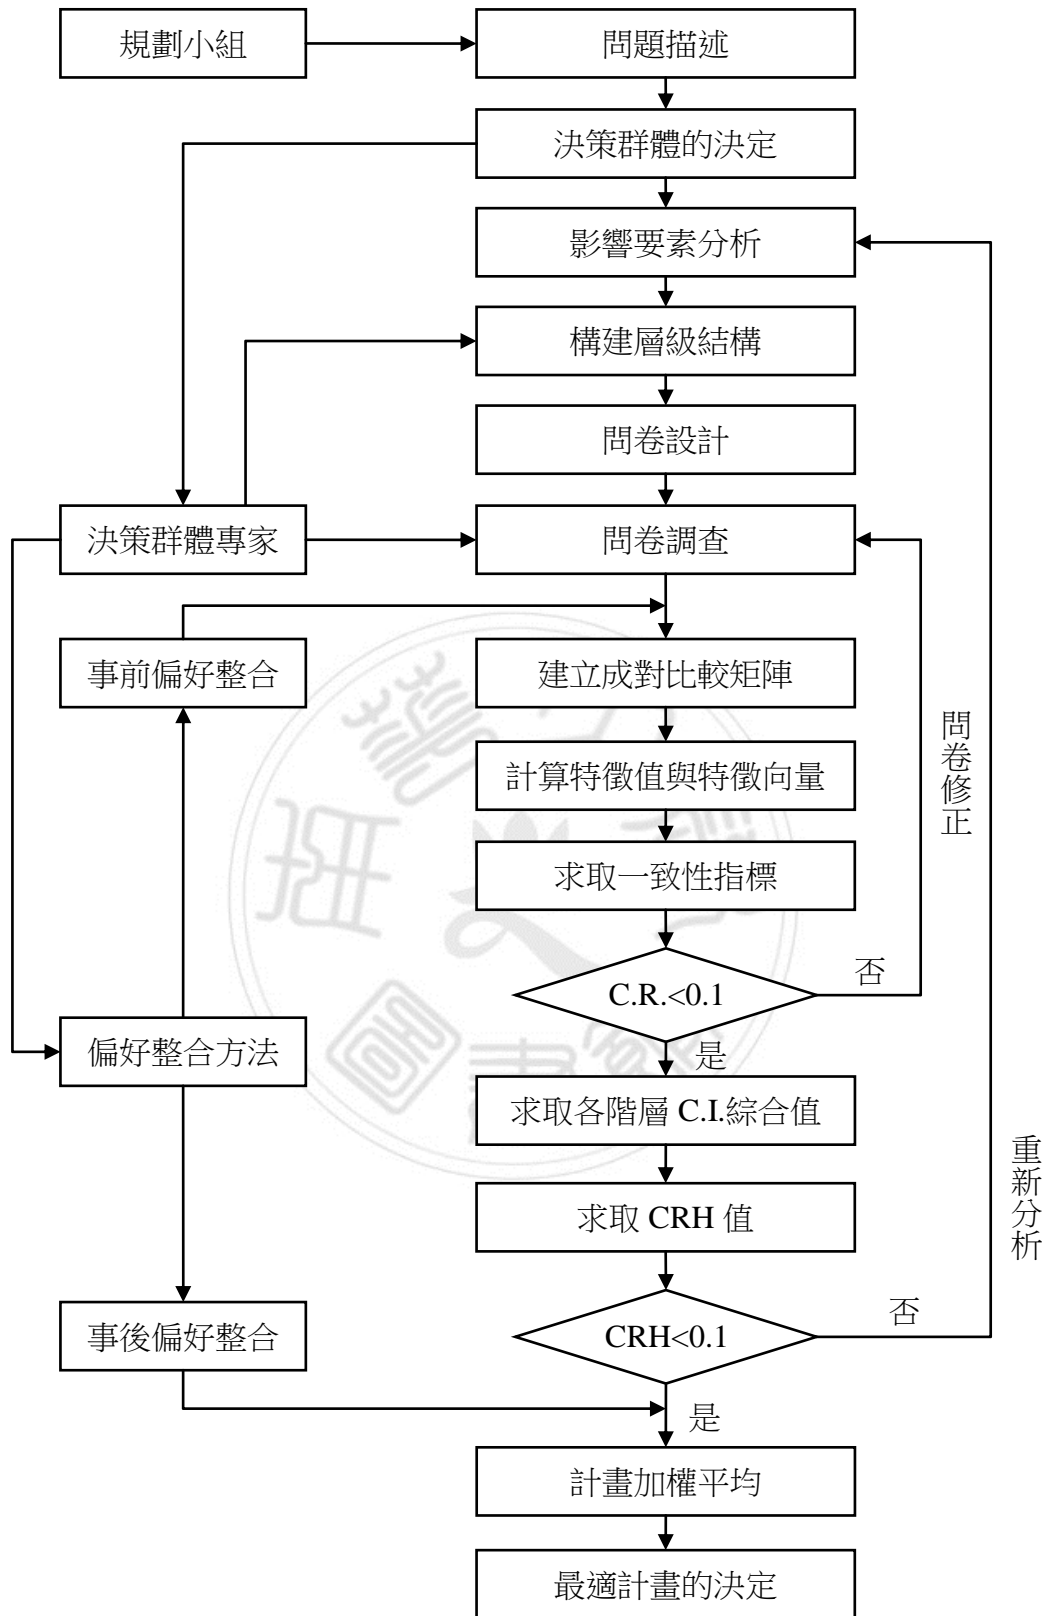 規劃小組
問題描述
決策群體的決定
影響要素分析
構建層級結構
問卷設計
決策群體專家
問卷調查
事前偏好整合
建立成對比較矩陣
問卷修正
計算特徵值與特徵向量
求取一致性指標
C.R.<0.1
否
偏好整合方法
是
求取各階層 C.I.綜合值
重新分析
求取 CRH 值
事後偏好整合
CRH<0.1
否
是
計畫加權平均
最適計畫的決定